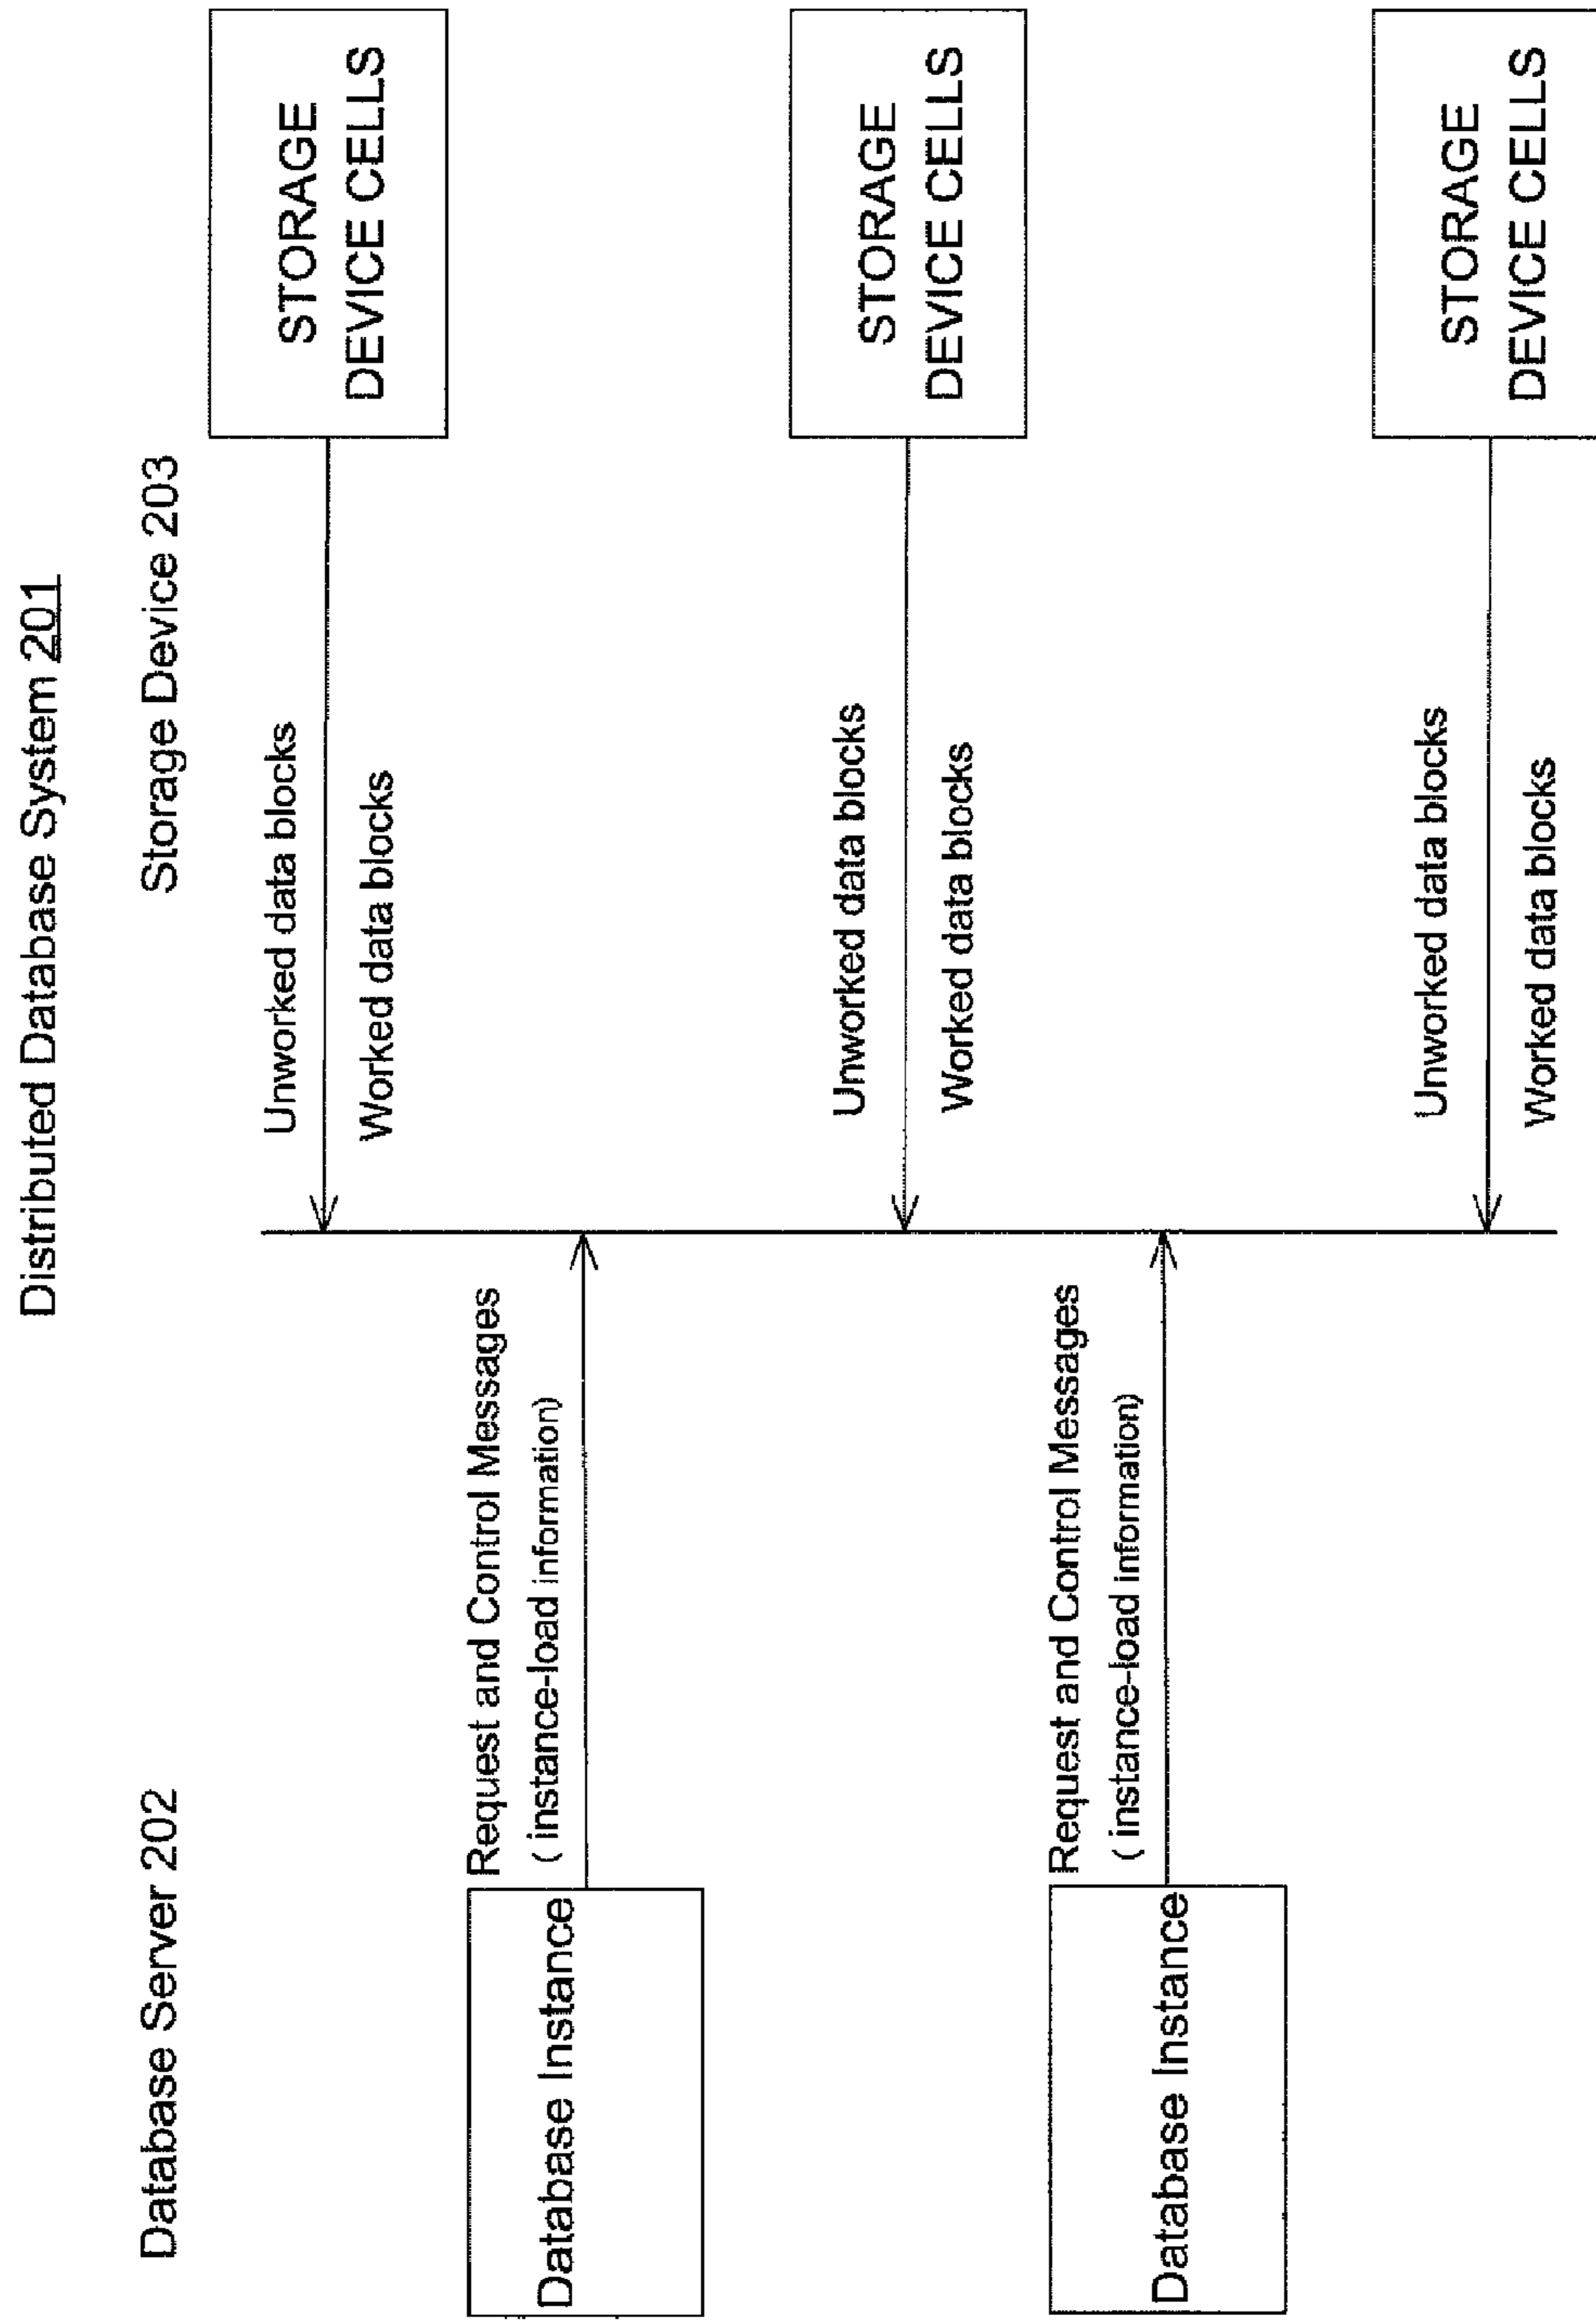 Distributed Database System 201
Database Server 202
Storage Device 203
Unworked data blocks
Worked data blocks
STORAGE
DEVICE CELLS
Request and Control Messages
( instance-load information)
Database Instance
Unworked data blocks
Worked data blocks
STORAGE
DEVICE CELLS
Request and Control Messages
( instance-load information)
Database Instance
Unworked data blocks
Worked data blocks
STORAGE
DEVICE CELLS